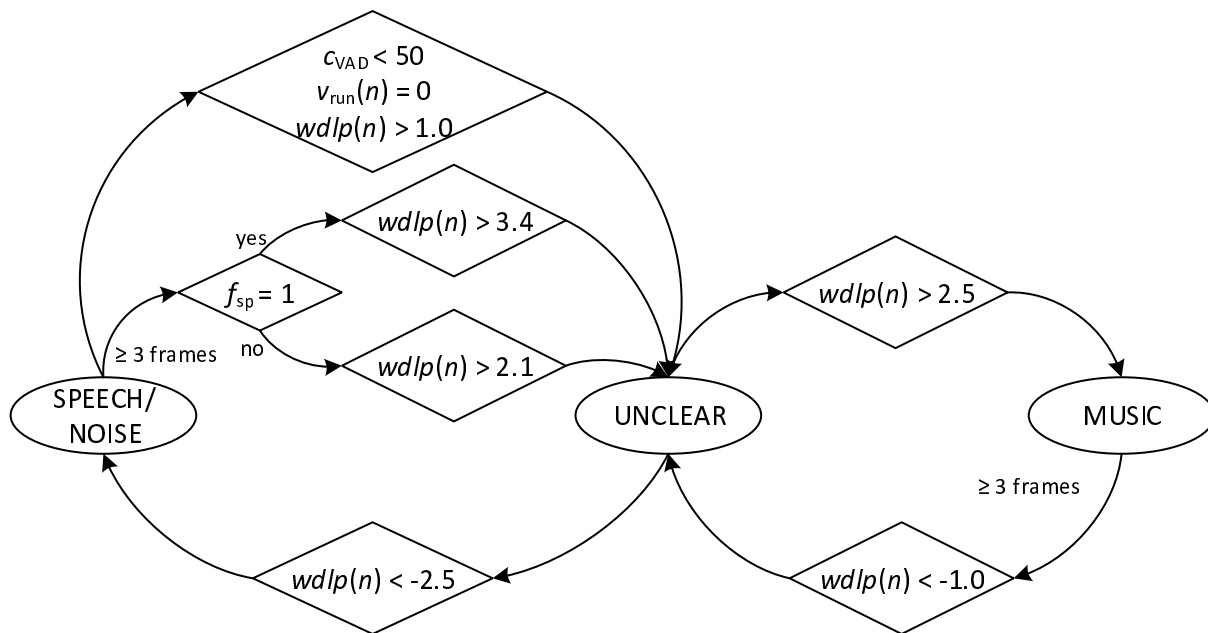 c_VAD < 50
v_run(n) = 0
wdlp(n) > 1.0
wdlp(n) > 3.4
yes
f_sp = 1
wdlp(n) > 2.5
≥ 3 frames
no
wdlp(n) > 2.1
SPEECH/
NOISE
UNCLEAR
MUSIC
≥ 3 frames
wdlp(n) < -2.5
wdlp(n) < -1.0